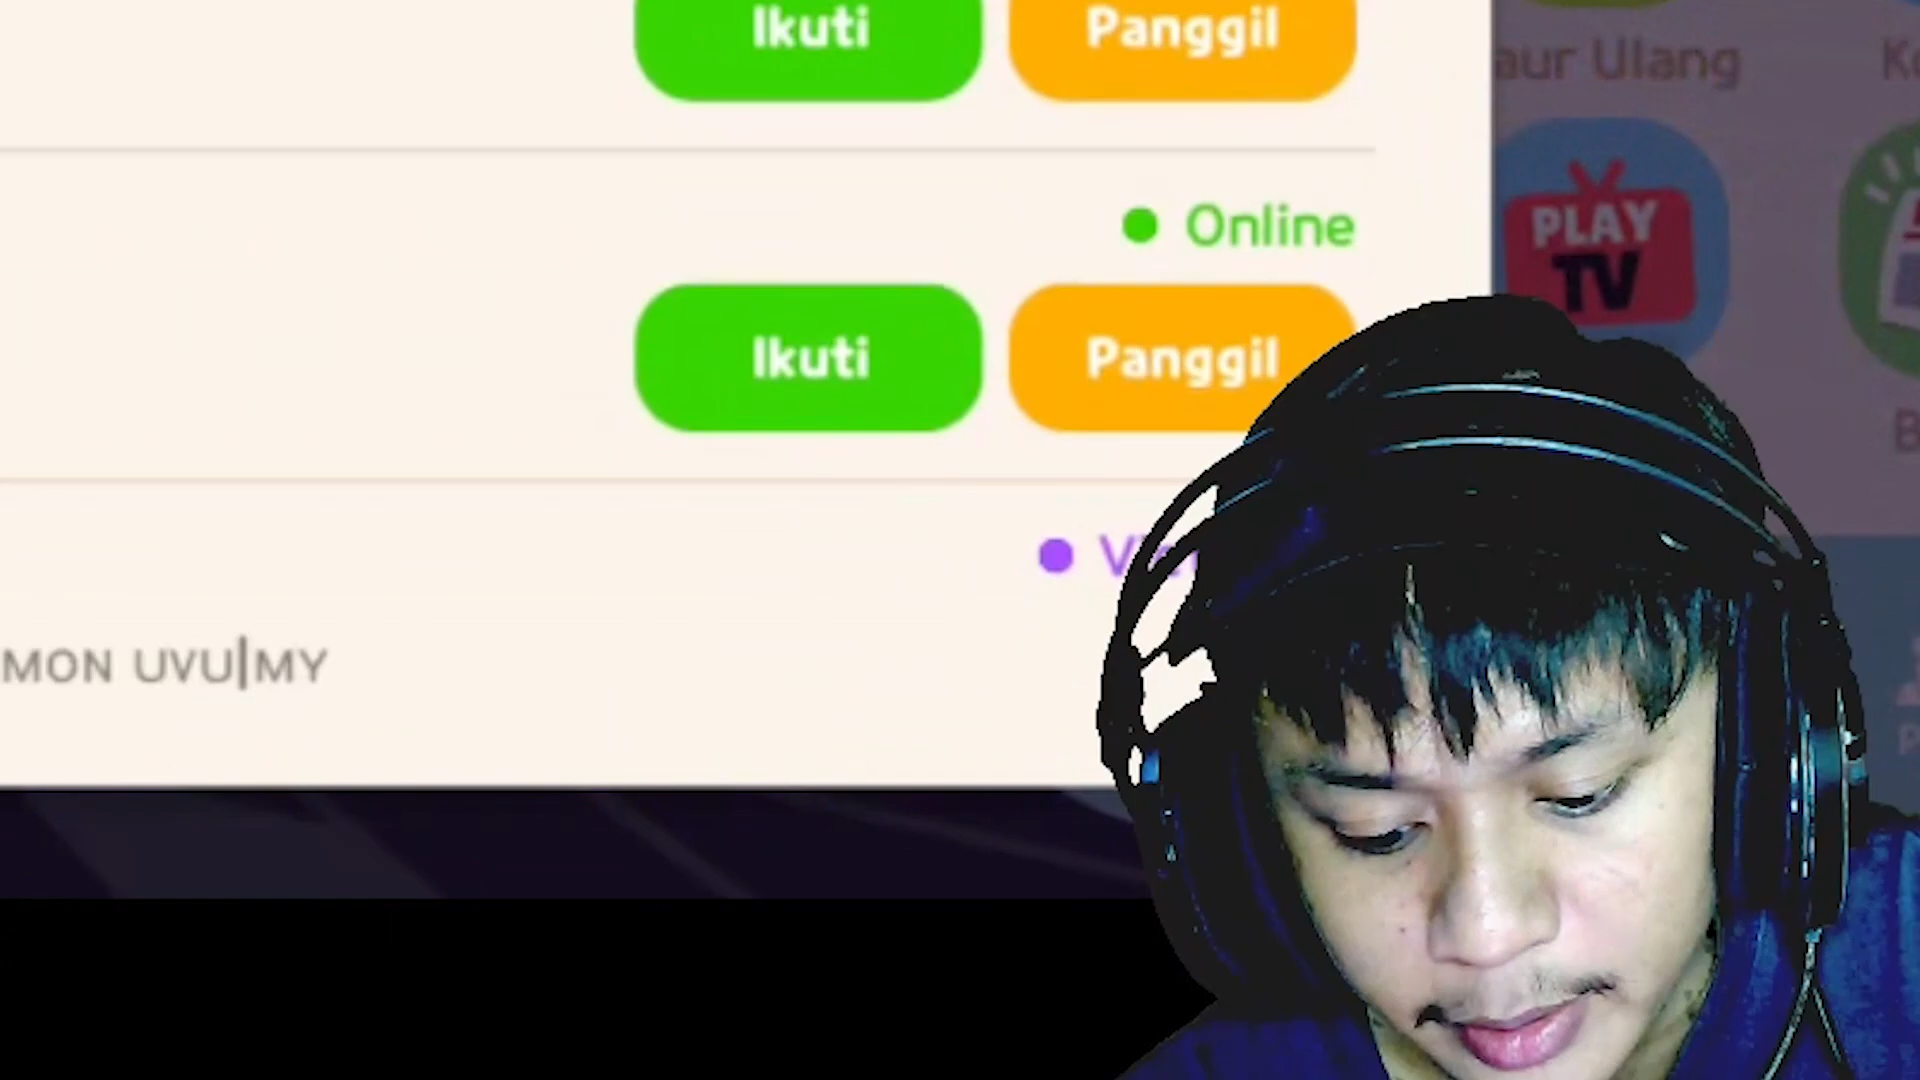 Ikuti Panggil
aur Ulang
PLAY
TV
Online
Ikuti Panggil
MON UVU|MY